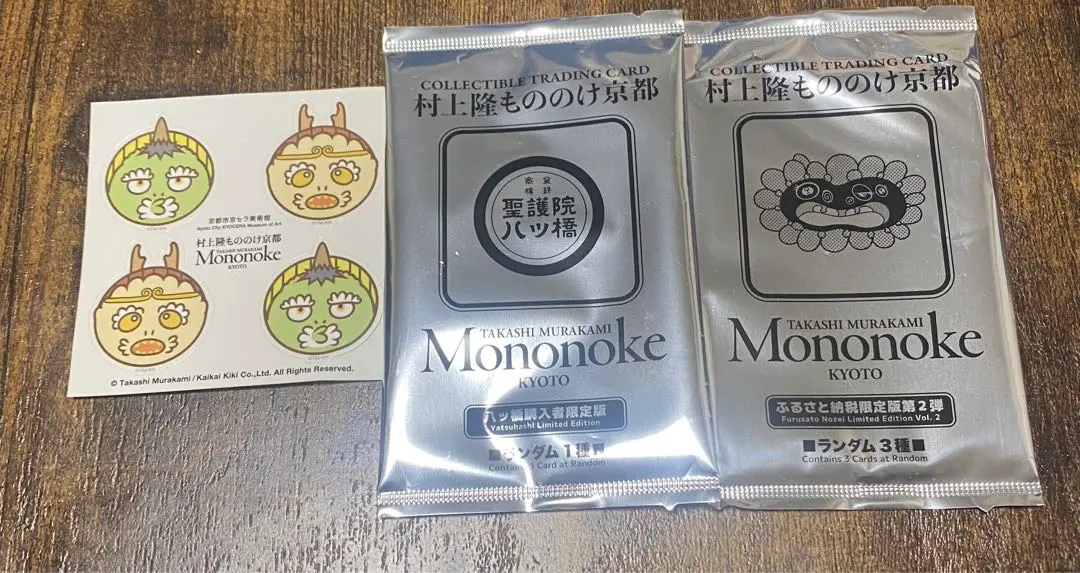 京都市京セラ美術館
Kyoto City KYOCERA Museum of Art
村上隆もののけ京都
TAKASHI MURAKAMI
Mononoke
KYOTO
© Takashi Murakami/Kaikai Kiki Co.,Ltd. All Rights Reserved.
COLLECTIBLE TRADING CARD
村上隆もののけ京都
聖護院
八ッ橋
TAKASHI MURAKAMI
Mononoke
KYOTO
八ッ橋購入者限定版
Yatsuhashi Limited Edition
■ランダム1種■
Contains 1 Card at Random
COLLECTIBLE TRADING CARD
村上隆もののけ京都
TAKASHI MURAKAMI
Mononoke
KYOTO
ふるさと納税限定版第2弾
Furusato Nozei Limited Edition Vol. 2
■ランダム3種■
Contains 3 Cards at Random